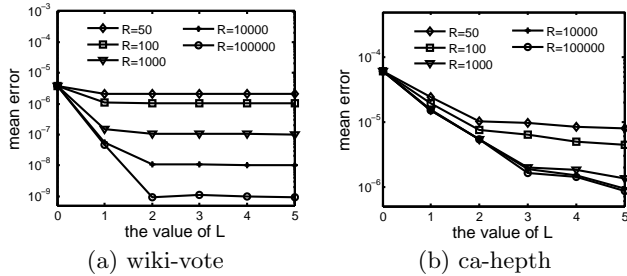 10⁻³
10⁻⁴
10⁻⁵
10⁻⁶
10⁻⁷
10⁻⁸
10⁻⁹
mean error
R=50
R=100
R=1000
R=10000
R=100000
0 1 2 3 4 5
the value of L
(a) wiki-vote
10⁻⁴
10⁻⁵
10⁻⁶
mean error
R=50
R=100
R=1000
R=10000
R=100000
0 1 2 3 4 5
the value of L
(b) ca-hepth